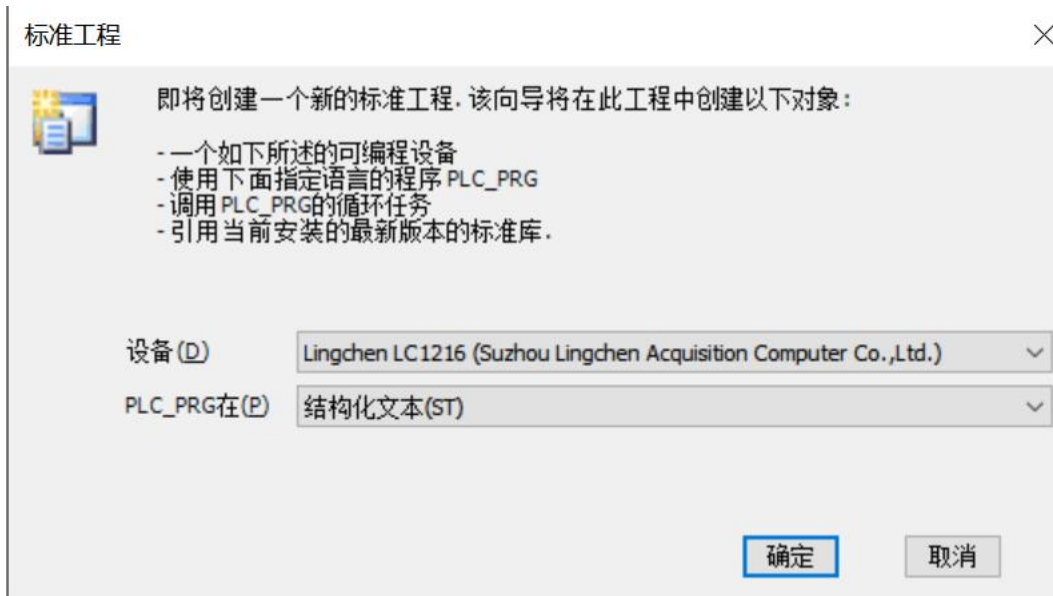 标准工程
即将创建一个新的标准工程.该向导将在此工程中创建以下对象:
-一个如下所述的可编程设备
-使用下面指定语言的程序 PLC_PRG
-调用PLC_PRG的循环任务
-引用当前安装的最新版本的标准库.
设备(D) Lingchen LC1216 (Suzhou Lingchen Acquisition Computer Co.,Ltd.)
PLC_PRG在(P) 结构化文本(ST)
确定 取消